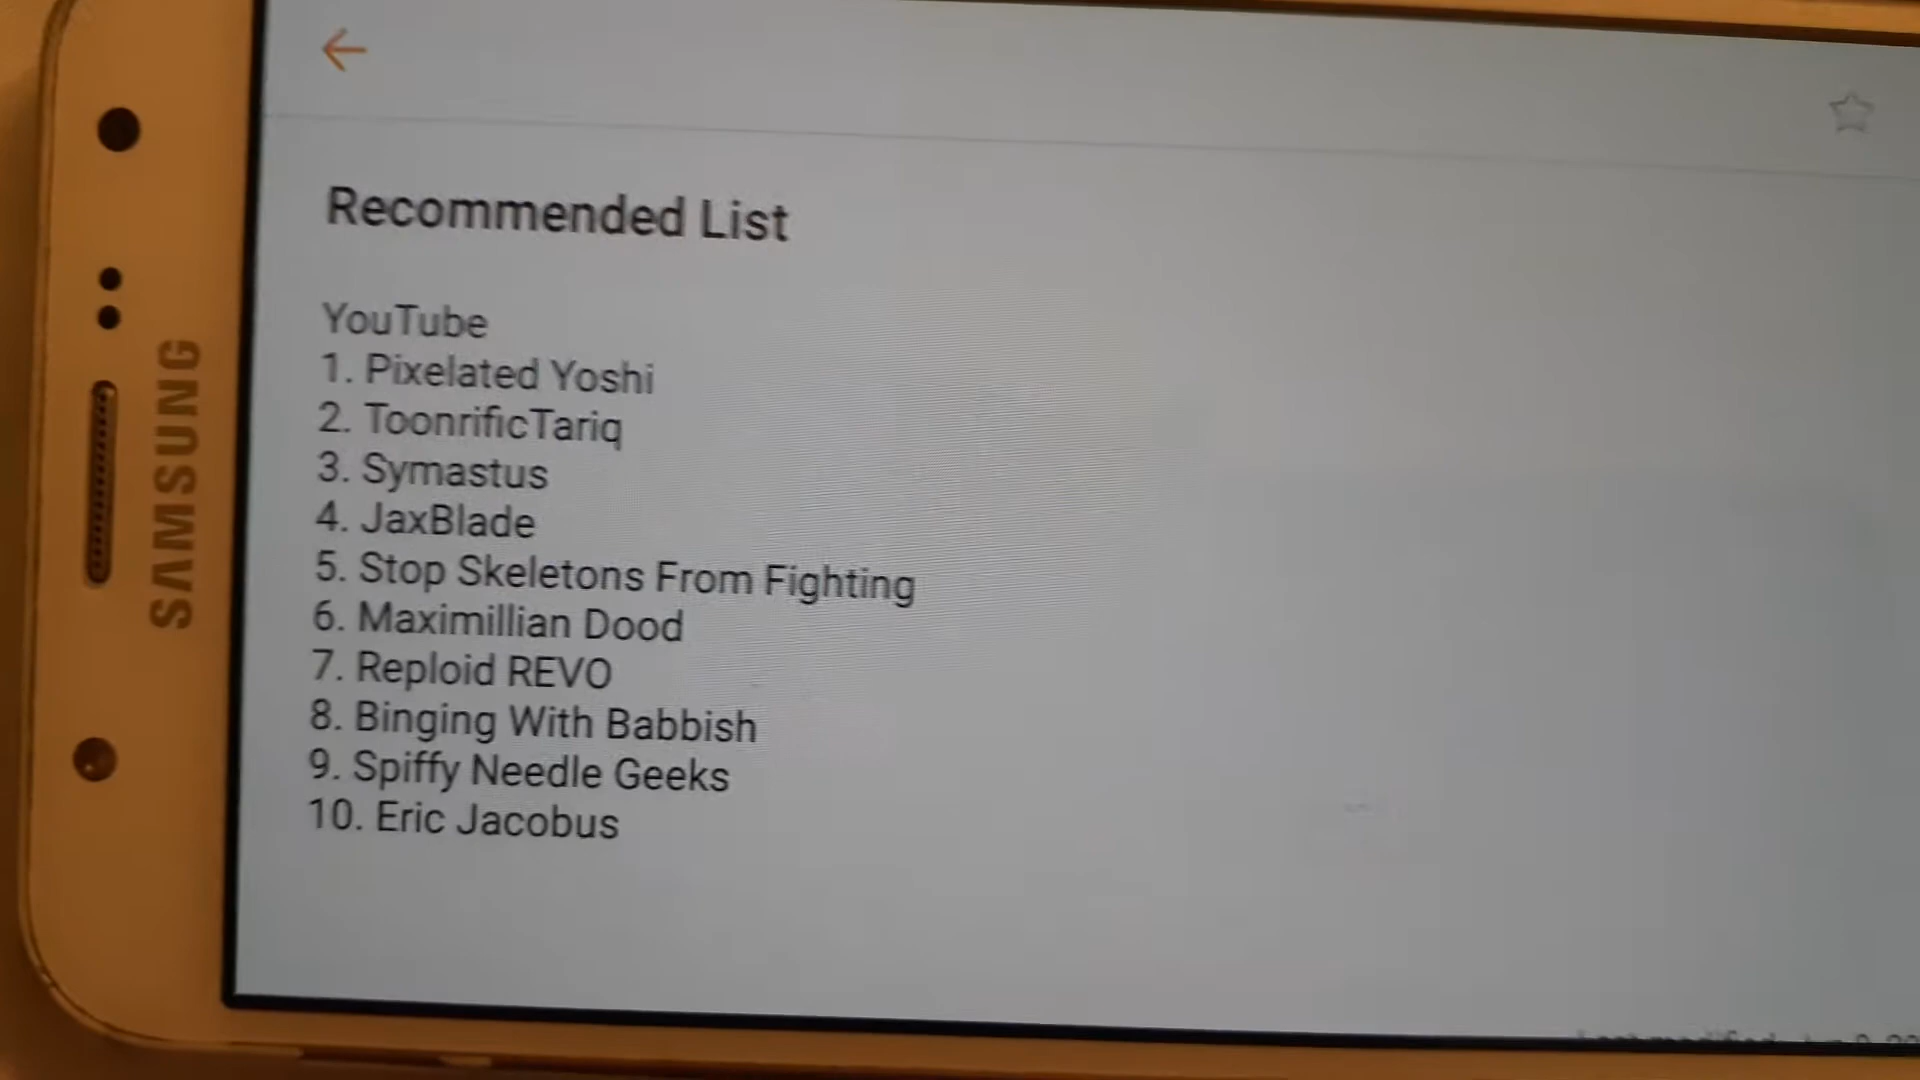 SAMSUNG
Recommended List
YouTube
1. Pixelated Yoshi
2. ToonrificTariq
3. Symastus
4. JaxBlade
5. Stop Skeletons From Fighting
6. Maximillian Dood
7. Reploid REVO
8. Binging With Babbish
9. Spiffy Needle Geeks
10. Eric Jacobus